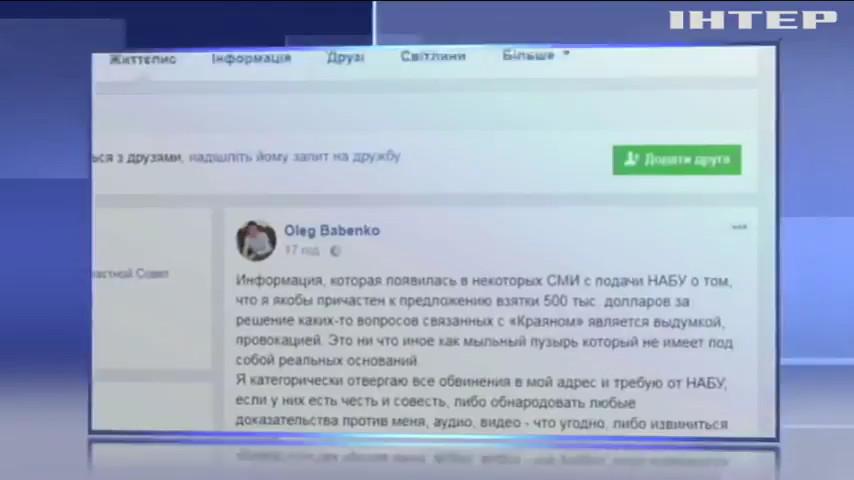 ІНТЕР
Життєпис Інформація Друзі Світлини Більше
ься з друзями, надішліть йому запит на дружбу
Додати друга
Oleg Babenko
17 год
астной Совет
Информация, которая появилась в некоторых СМИ с подачи НАБУ о том,
что я якобы причастен к предложению взятки 500 тыс. долларов за
решение каких-то вопросов связанных с «Краяном» является выдумкой,
провокацией. Это ни что иное как мыльный пузырь который не имеет под
собой реальных оснований
Я категорически отвергаю все обвинения в мой адрес и требую от НАБУ,
если у них есть честь и совесть, либо обнародовать любые
доказательства против меня, аудио, видео - что угодно, либо извиниться